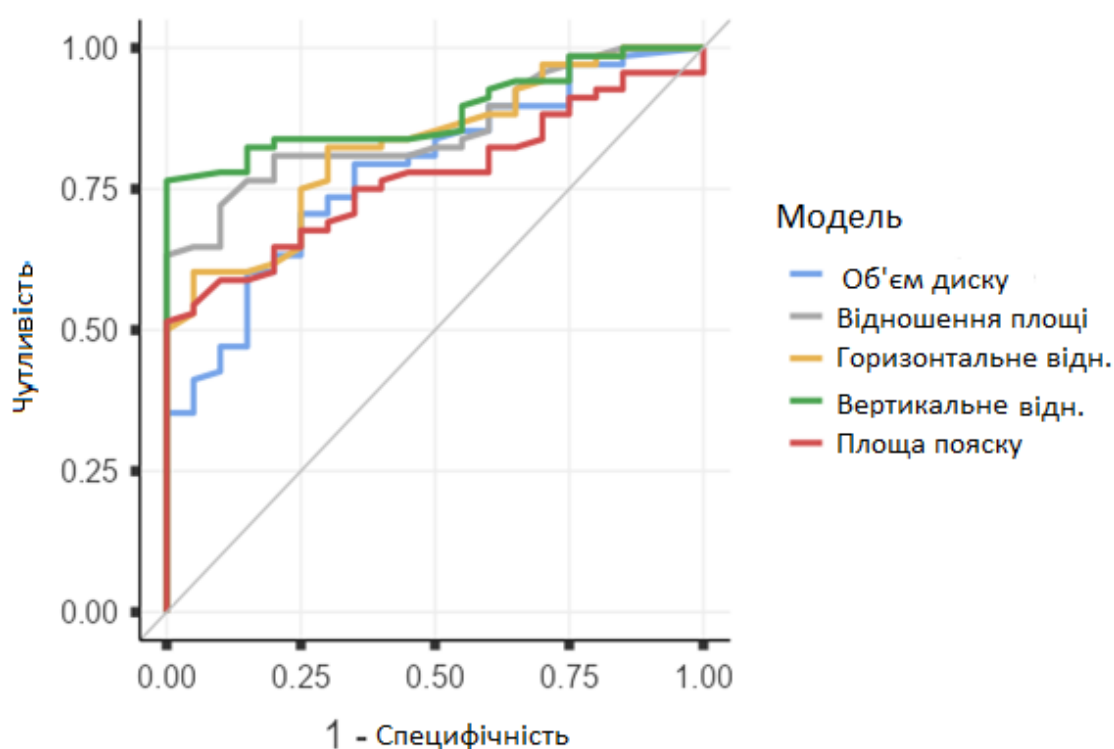 1.00
0.75
0.50
0.25
0.00
Чутливість
0.00 0.25 0.50 0.75 1.00
1 - Специфічність
Модель
Об'єм диску
Відношення площі
Горизонтальне відн.
Вертикальне відн.
Площа пояску